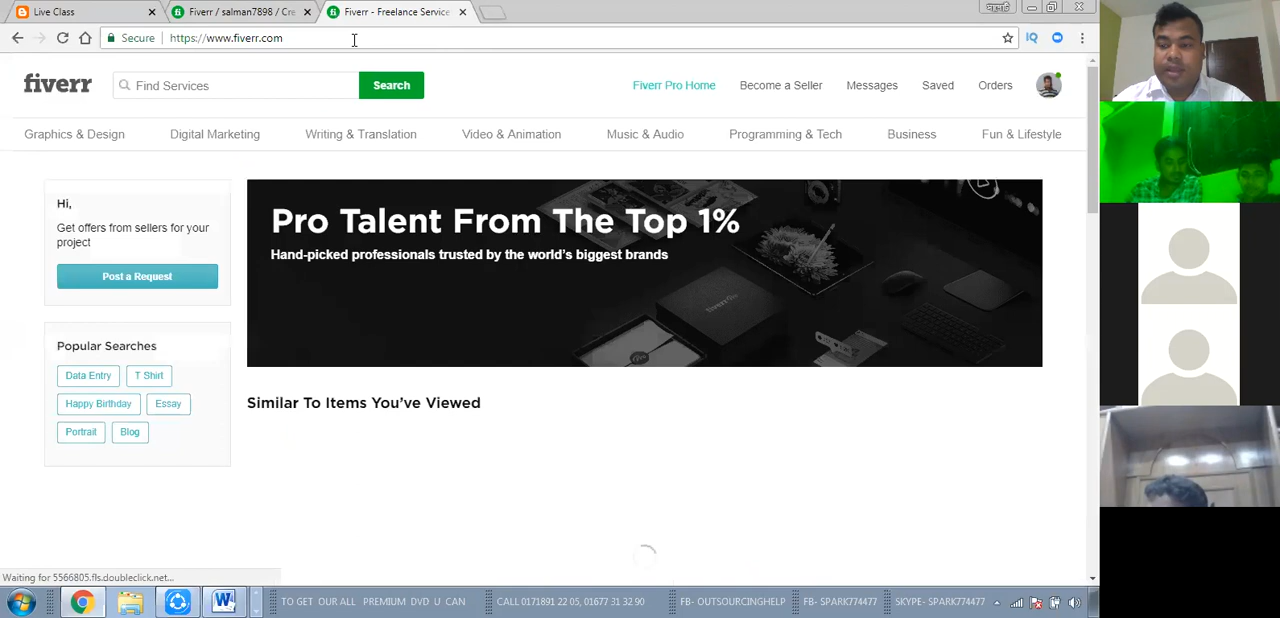 Live Class
Fiverr / salman7898 / Cre
Fiverr - Freelance Service
Secure
https://www.fiverr.com
IQ
fiverr
Find Services
Search
Fiverr Pro Home
Become a Seller
Messages
Saved
Orders
Graphics & Design
Digital Marketing
Writing & Translation
Video & Animation
Music & Audio
Programming & Tech
Business
Fun & Lifestyle
Hi,
Get offers from sellers for your
project
Post a Request
Pro Talent From The Top 1%
Hand-picked professionals trusted by the world's biggest brands
Popular Searches
Data Entry
T Shirt
Happy Birthday
Essay
Portrait
Blog
Similar To Items You've Viewed
Waiting for 5566805.fls.doubleclick.net...
TO GET OUR ALL PREMIUM DVD U CAN
CALL 0171891 22 05, 01677 31 32 90
FB- OUTSOURCINGHELP
FB- SPARK774477
SKYPE- SPARK774477